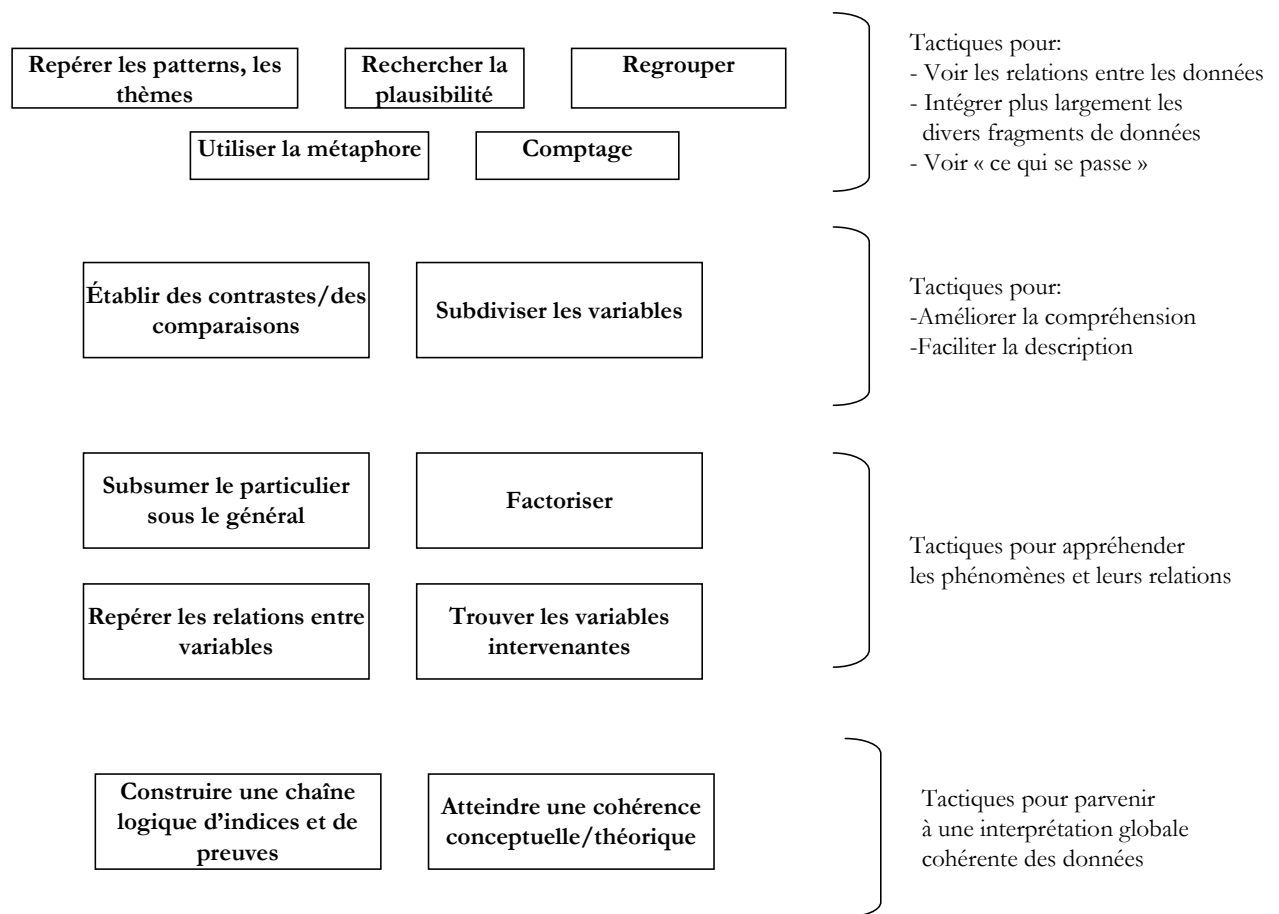 Repérer les patterns, les
thèmes
Rechercher la
plausibilité
Regrouper
Utiliser la métaphore
Comptage
Tactiques pour:
- Voir les relations entre les données
- Intégrer plus largement les
divers fragments de données
- Voir « ce qui se passe »
Établir des contrastes/des
comparaisons
Subdiviser les variables
Tactiques pour:
-Améliorer la compréhension
-Faciliter la description
Subsumer le particulier
sous le général
Factoriser
Repérer les relations entre
variables
Trouver les variables
intervenantes
Tactiques pour appréhender
les phénomènes et leurs relations
Construire une chaîne
logique d'indices et de
preuves
Atteindre une cohérence
conceptuelle/théorique
Tactiques pour parvenir
à une interprétation globale
cohérente des données